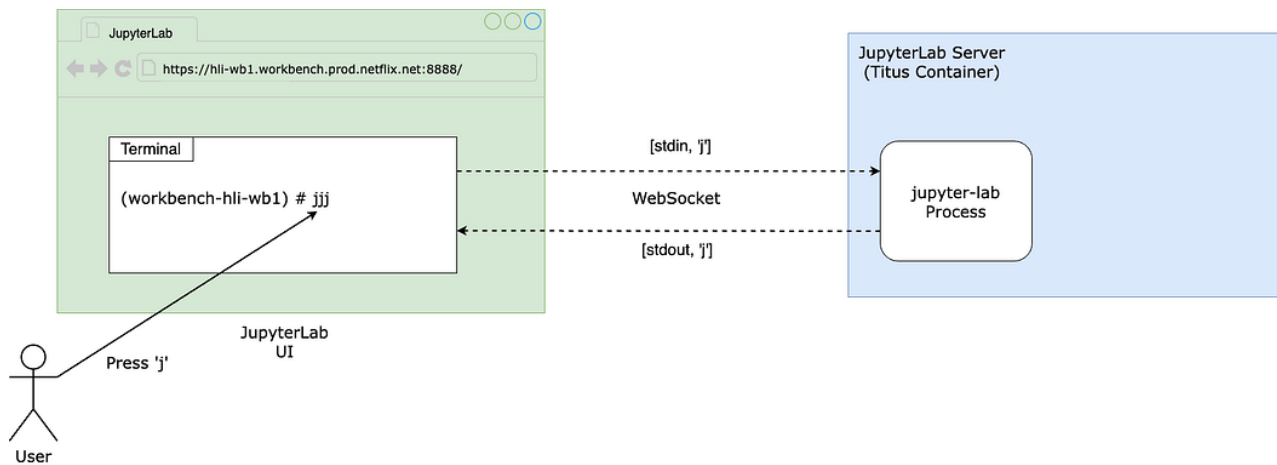 JupyterLab
https://hli-wb1.workbench.prod.netflix.net:8888/
Terminal
(workbench-hli-wb1) # jjj
JupyterLab
UI
Press 'j'
User
[stdin, 'j']
WebSocket
[stdout, 'j']
JupyterLab Server
(Titus Container)
jupyter-lab
Process